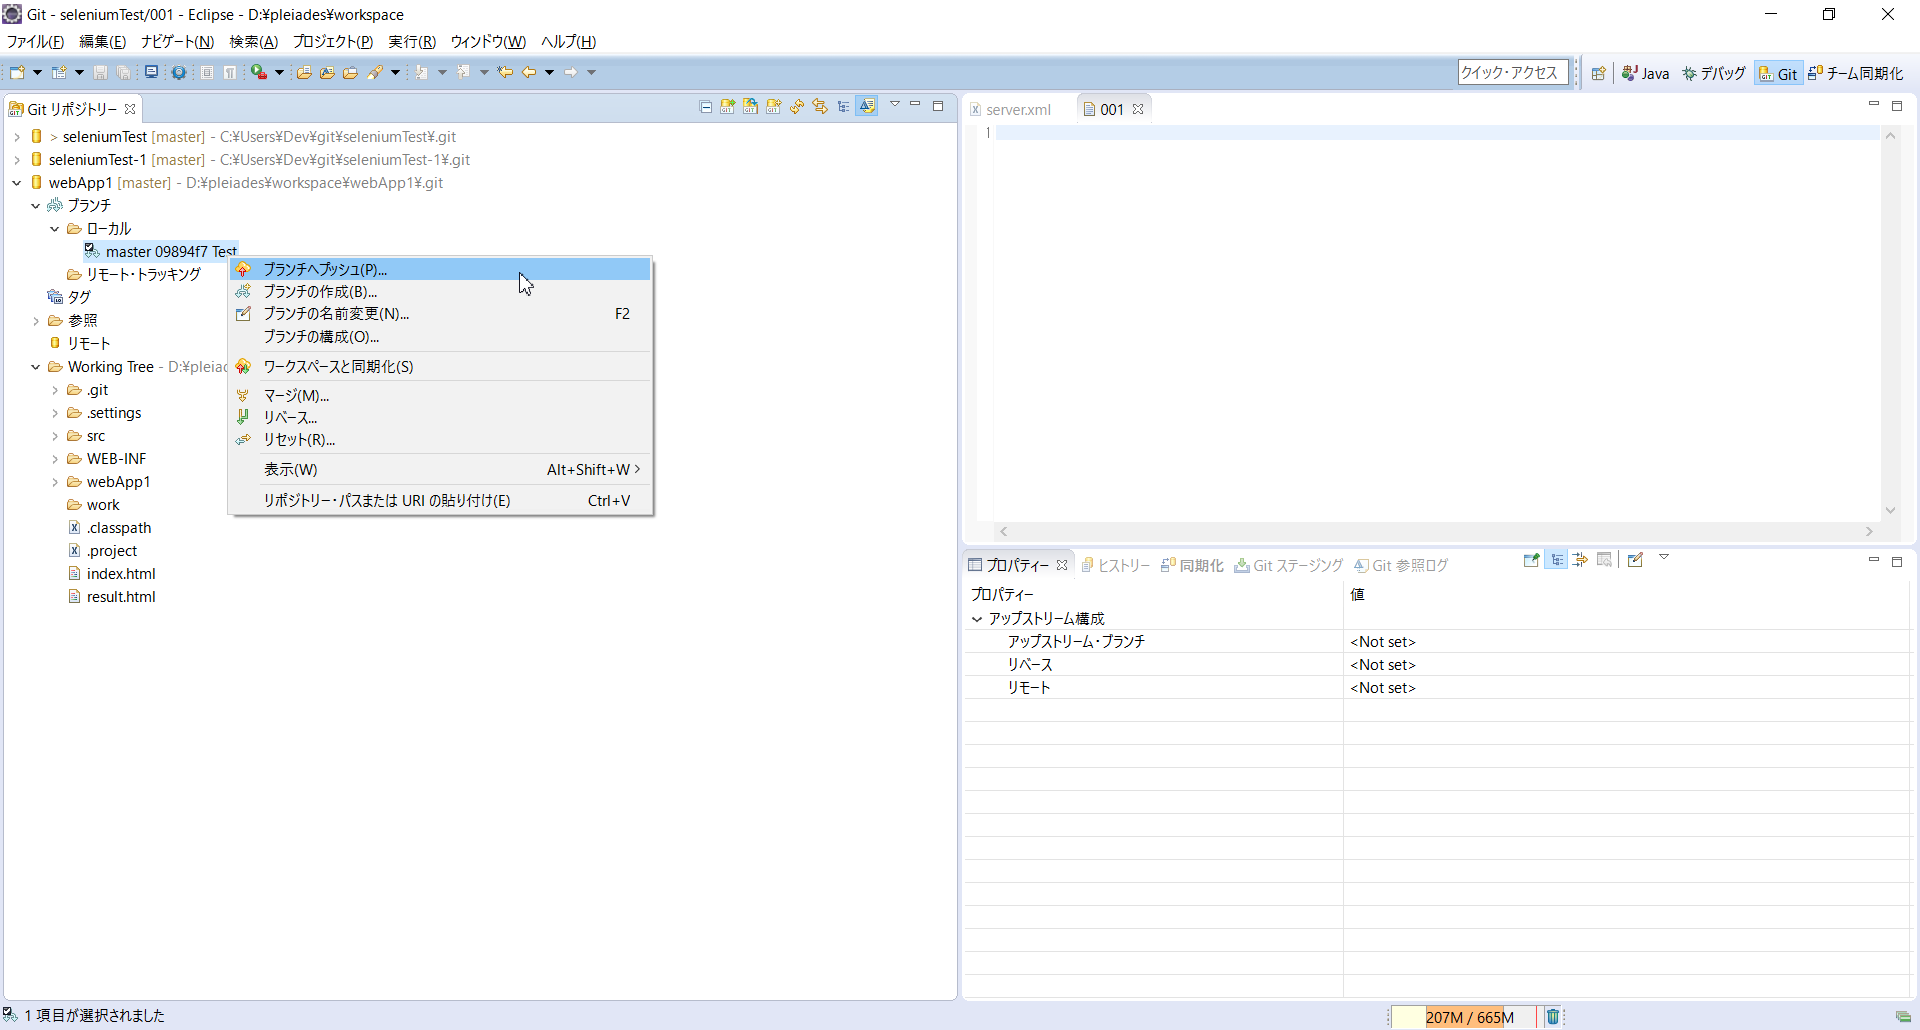 Git - seleniumTest/001 - Eclipse - D:¥pleiades¥workspace
ファイル(F) 編集(E) ナビゲート(N) 検索(A) プロジェクト(P) 実行(R) ウィンドウ(W) ヘルプ(H)
クイック・アクセス Java デバッグ Git チーム同期化
Git リポジトリー
> seleniumTest [master] - C:¥Users¥Dev¥git¥seleniumTest¥.git
seleniumTest-1 [master] - C:¥Users¥Dev¥git¥seleniumTest-1¥.git
webApp1 [master] - D:¥pleiades¥workspace¥webApp1¥.git
ブランチ
ローカル
master 09894f7 Test
リモート・トラッキング
タグ
参照
リモート
Working Tree - D:¥pleiad
.git
.settings
src
WEB-INF
webApp1
work
.classpath
.project
index.html
result.html
ブランチへプッシュ(P)...
ブランチの作成(B)...
ブランチの名前変更(N)... F2
ブランチの構成(O)...
ワークスペースと同期化(S)
マージ(M)...
リベース...
リセット(R)...
表示(W) Alt+Shift+W >
リポジトリー・パスまたは URI の貼り付け(E) Ctrl+V
server.xml 001
1
プロパティー ヒストリー 同期化 Git ステージング Git 参照ログ
プロパティー 値
アップストリーム構成
アップストリーム・ブランチ <Not set>
リベース <Not set>
リモート <Not set>
1 項目が選択されました
207M / 665M